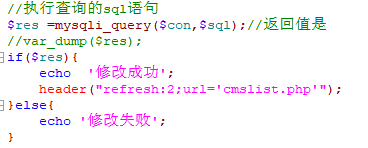 //执行查询的sql语句
$res =mysqli_query($con,$sql);//返回值是
//var_dump($res);
if($res){
    echo  '修改成功';
    header("refresh:2;url='cmslist.php'");
}else{
    echo '修改失败';
}